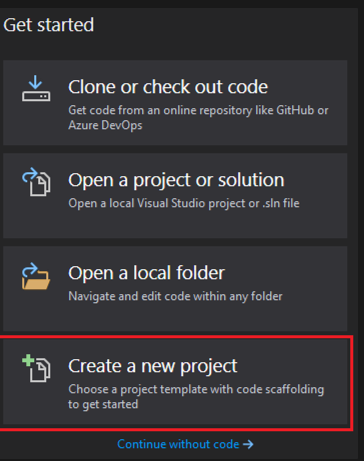 Get started
Clone or check out code
Get code from an online repository like GitHub or
Azure DevOps
Open a project or solution
Open a local Visual Studio project or .sln file
Open a local folder
Navigate and edit code within any folder
Create a new project
Choose a project template with code scaffolding
to get started
Continue without code →